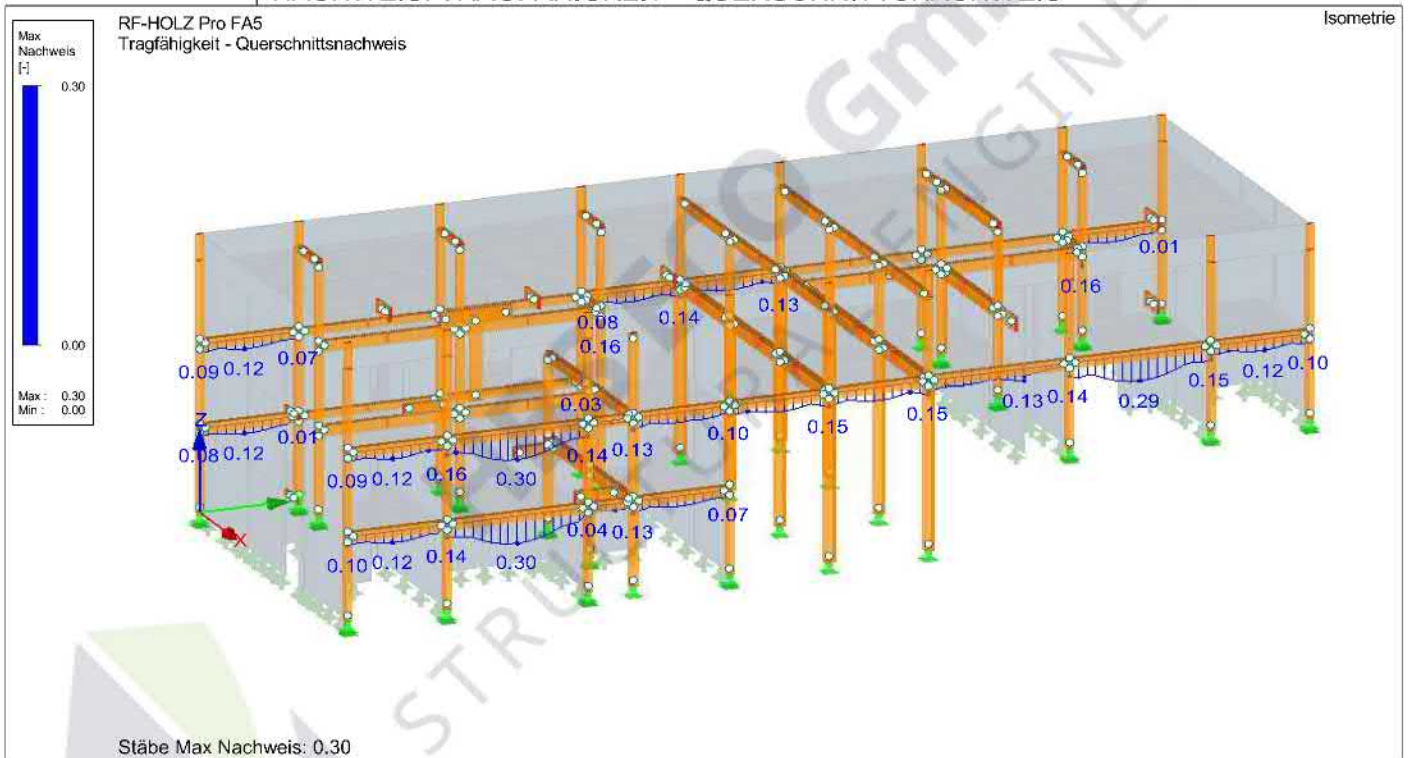 RF-HOLZ Pro FA5
Tragfähigkeit - Querschnittsnachweis
Isometrie
Max
Nachweis
[-]
0.30
0.00
Max : 0.30
Min : 0.00
0.01
0.16
0.13
0.14
0.08
0.16
0.09 0.12 0.07
0.10
0.12
0.15
0.29
0.14
0.13
0.15
0.15
0.10
0.03
0.13
0.14
0.01
0.08 0.12
Z
0.09 0.12 0.16 0.30
0.07
0.04 0.13
X
0.10 0.12 0.14 0.30
Stäbe Max Nachweis: 0.30
GmbH